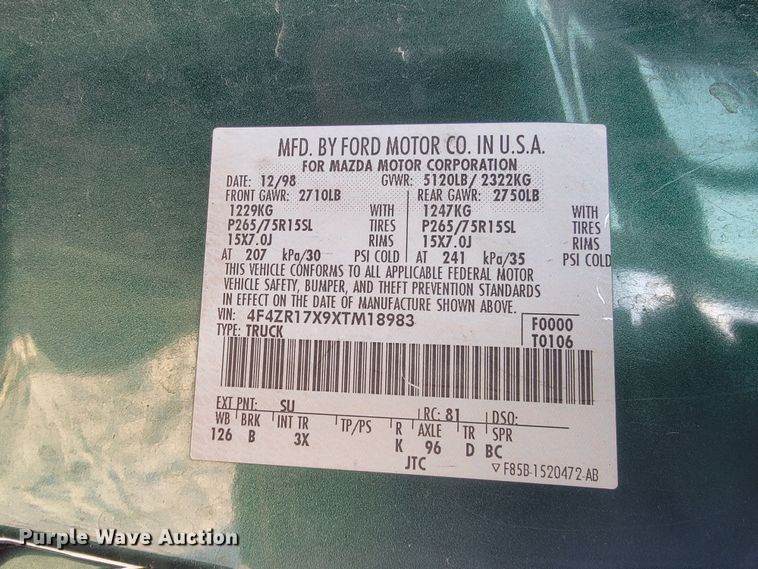 MFD. BY FORD MOTOR CO. IN U.S.A.
FOR MAZDA MOTOR CORPORATION
DATE: 12/98 GVWR: 5120LB/ 2322KG
FRONT GAWR: 2710LB REAR GAWR: 2750LB
1229KG WITH 1247KG WITH
P265/75R15SL TIRES P265/75R15SL TIRES
15X7.0J RIMS 15X7.0J RIMS
AT 207 kPa/30 PSI COLD AT 241 kPa/35 PSI COLD
THIS VEHICLE CONFORMS TO ALL APPLICABLE FEDERAL MOTOR
VEHICLE SAFETY, BUMPER, AND THEFT PREVENTION STANDARDS
IN EFFECT ON THE DATE OF MANUFACTURE SHOWN ABOVE.
VIN: 4F4ZR17X9XTM18983 F0000
TYPE: TRUCK T0106
EXT PNT: SU RC: 81 DSO:
WB BRK INT TR TP/PS R AXLE TR SPR
126 B 3X K 96 D BC
JTC ▽ F85B-1520472-AB
Purple Wave Auction